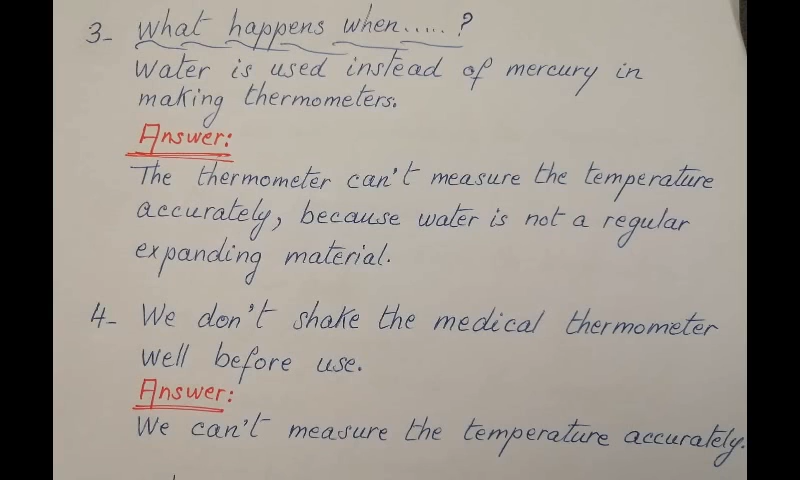 3- What happens when.....?
Water is used instead of mercury in
making thermometers.
Answer:
The thermometer can't measure the temperature
accurately, because water is not a regular
expanding material.
4- We don't shake the medical thermometer
well before use.
Answer:
We can't measure the temperature accurately.